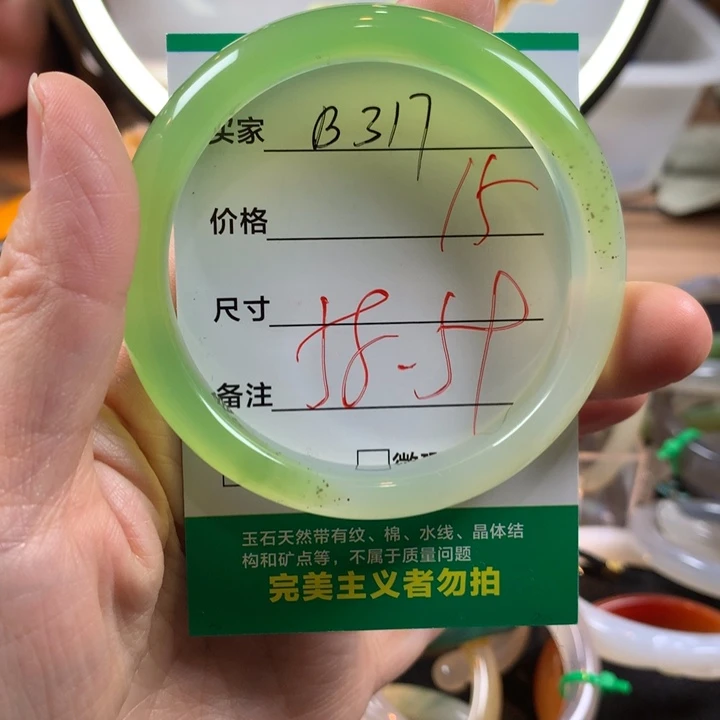 买家 B317
价格 15
尺寸
58-59
备注
玉石天然带有纹、棉、水线、晶体结
构和矿点等，不属于质量问题
完美主义者勿拍